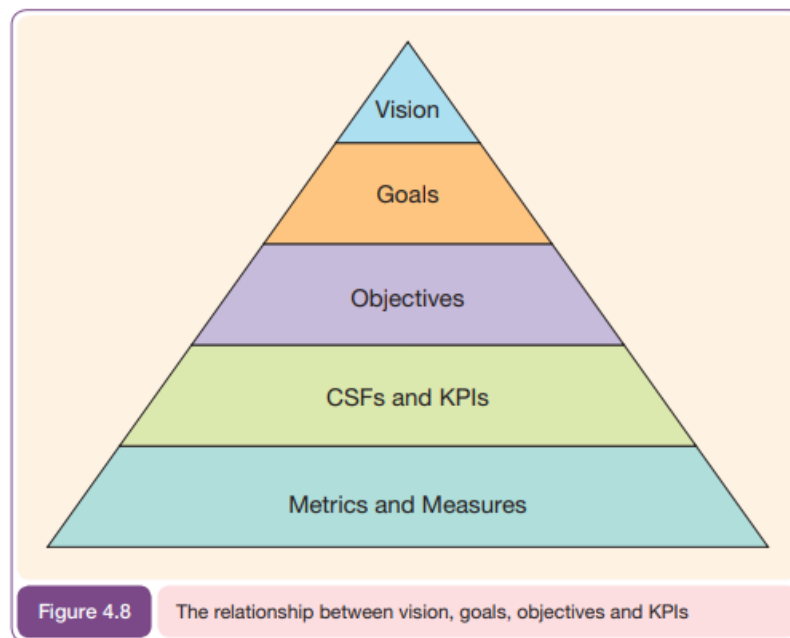 Vision
Goals
Objectives
CSFs and KPIs
Metrics and Measures
Figure 4.8
The relationship between vision, goals, objectives and KPIs